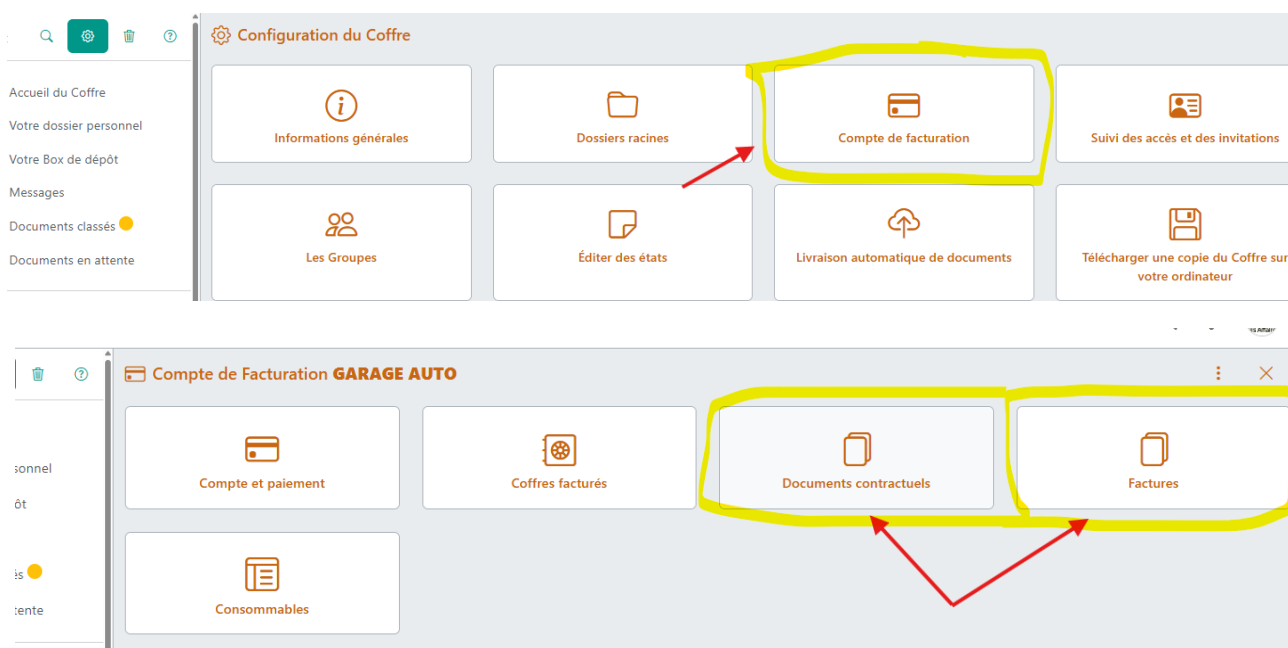 Configuration du Coffre
Accueil du Coffre
Votre dossier personnel
Votre Box de dépôt
Messages
Documents classés
Documents en attente
Informations générales
Dossiers racines
Compte de facturation
Suivi des accès et des invitations
Les Groupes
Éditer des états
Livraison automatique de documents
Télécharger une copie du Coffre sur
votre ordinateur
Compte de Facturation GARAGE AUTO
sonnel
ôt
és
tente
Compte et paiement
Coffres facturés
Documents contractuels
Factures
Consommables